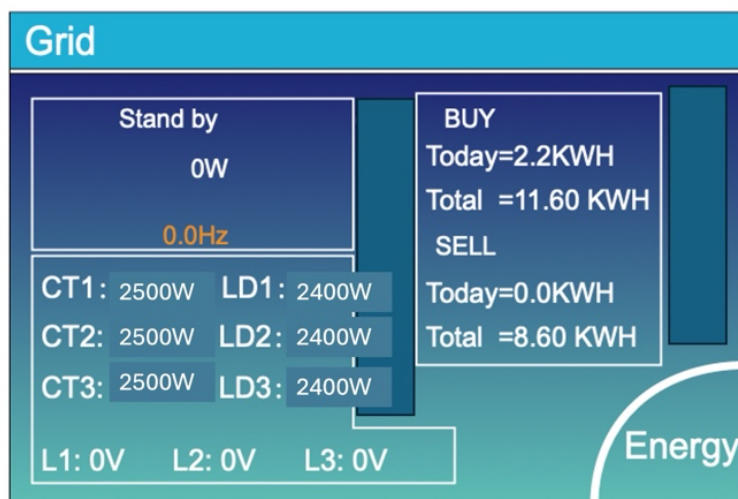 Grid
Stand by
0W
0.0Hz
CT1: 2500W LD1: 2400W
CT2: 2500W LD2: 2400W
CT3: 2500W LD3: 2400W
L1: 0V L2: 0V L3: 0V
BUY
Today=2.2KWH
Total =11.60 KWH
SELL
Today=0.0KWH
Total =8.60 KWH
Energy